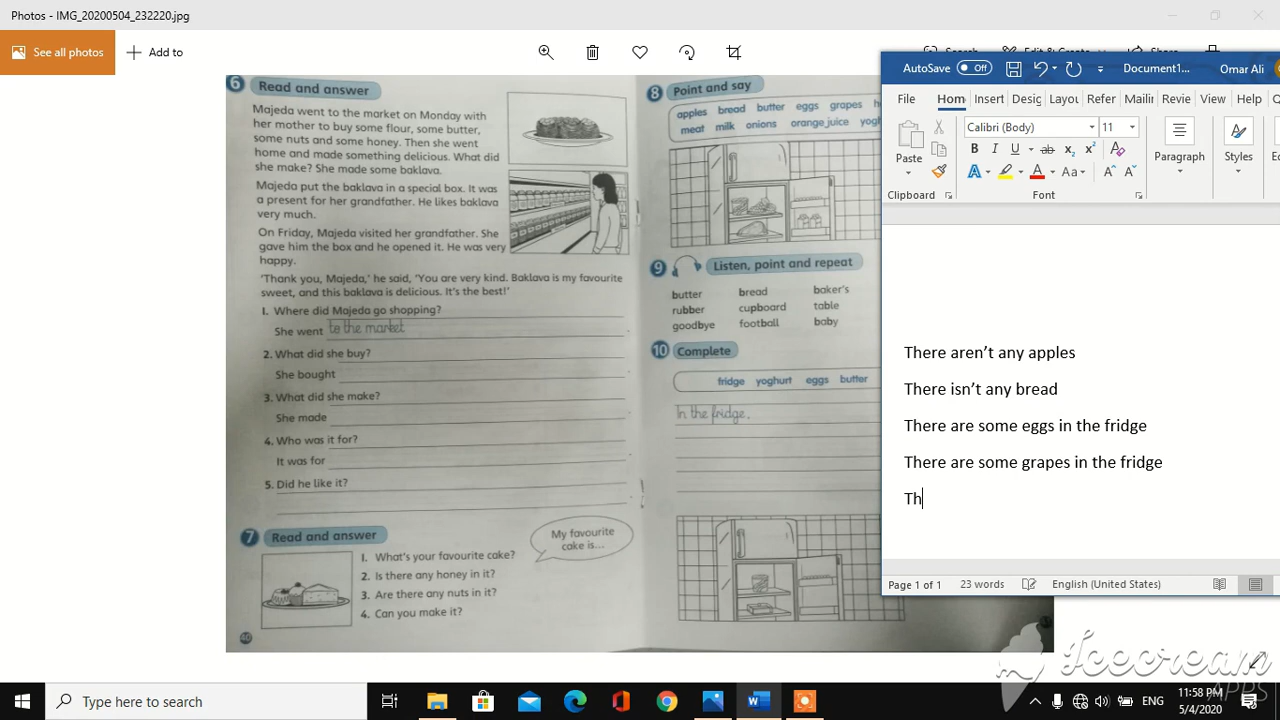 Photos - IMG_20200504_232220.jpg
See all photos
Add to
AutoSave Off Document1... Omar Ali
File Hom Insert Desig Layou Refer Mailin Revie View Help
Calibri (Body) 11
Paste
Paragraph
Styles
Clipboard
Font
6 Read and answer
Majeda went to the market on Monday with
her mother to buy some flour, some butter,
some nuts and some honey. Then she went
home and made something delicious. What did
she make? She made some baklava.
Majeda put the baklava in a special box. It was
a present for her grandfather. He likes baklava
very much.
On Friday, Majeda visited her grandfather. She
gave him the box and he opened it. He was very
happy.
'Thank you, Majeda,' he said, 'You are very kind. Baklava is my favourite
sweet, and this baklava is delicious. It's the best!'
1. Where did Majeda go shopping?
She went to the market
2. What did she buy?
She bought
3. What did she make?
She made
4. Who was it for?
It was for
5. Did he like it?
7 Read and answer
My favourite
cake is...
1. What's your favourite cake?
2. Is there any honey in it?
3. Are there any nuts in it?
4. Can you make it?
40
8 Point and say
apples bread butter eggs grapes
meat milk onions orange juice
9 Listen, point and repeat
butter bread baker's
rubber cupboard table
goodbye football baby
10 Complete
fridge yoghurt eggs butter
In the fridge,
There aren't any apples
There isn't any bread
There are some eggs in the fridge
There are some grapes in the fridge
Th
Page 1 of 1 23 words English (United States)
Icecream
APPS
Type here to search
ENG
11:58 PM
5/4/2020